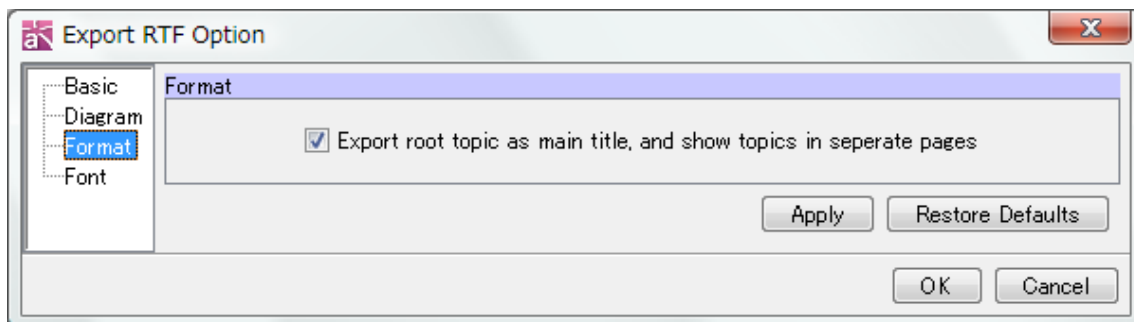 Export RTF Option
Basic
Diagram
Format
Font
Format
Export root topic as main title, and show topics in seperate pages
Apply
Restore Defaults
OK
Cancel